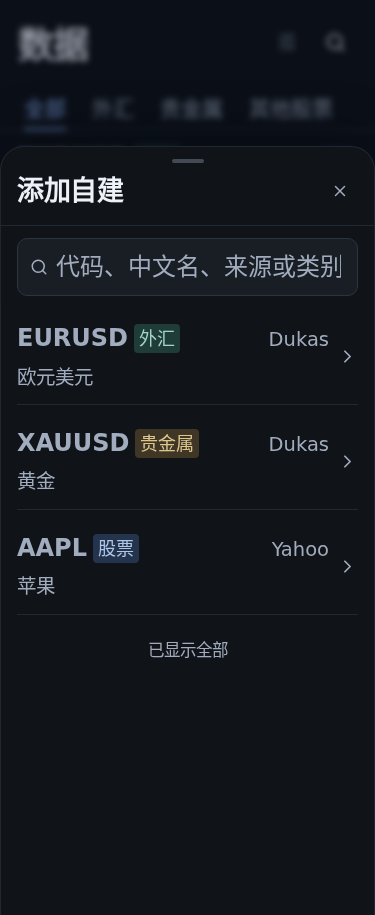 数据
全部 外汇 贵金属 其他股票
添加自建
代码、中文名、来源或类别
EURUSD 外汇 Dukas
欧元美元
XAUUSD 贵金属 Dukas
黄金
AAPL 股票 Yahoo
苹果
已显示全部